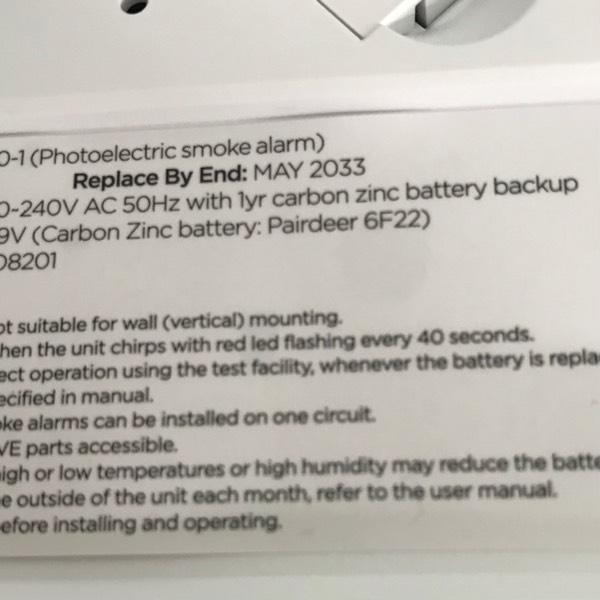 0-1 (Photoelectric smoke alarm)
Replace By End: MAY 2033
0-240V AC 50Hz with 1yr carbon zinc battery backup
9V (Carbon Zinc battery: Pairdeer 6F22)
08201
ot suitable for wall (vertical) mounting.
hen the unit chirps with red led flashing every 40 seconds.
ect operation using the test facility, whenever the battery is repla
ecified in manual.
oke alarms can be installed on one circuit.
VE parts accessible.
igh or low temperatures or high humidity may reduce the batte
e outside of the unit each month, refer to the user manual.
efore installing and operating.